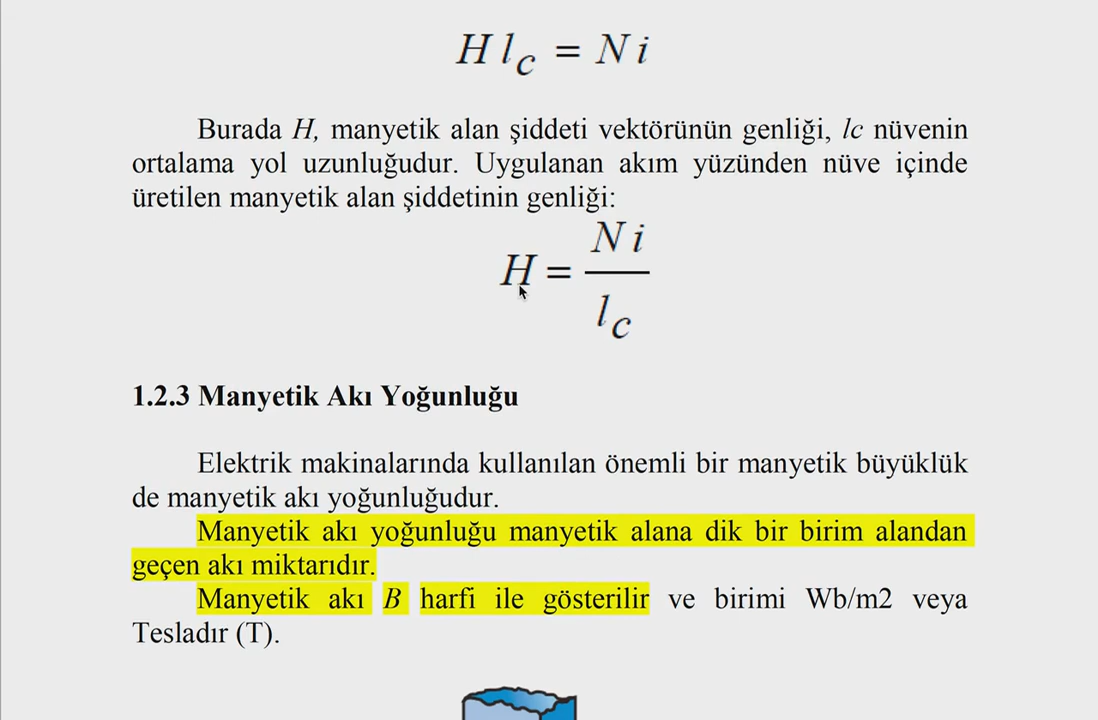 H l_c = N i
Burada H, manyetik alan şiddeti vektörünün genliği, lc nüvenin
ortalama yol uzunluğudur. Uygulanan akım yüzünden nüve içinde
üretilen manyetik alan şiddetinin genliği:
H = N i / l_c
1.2.3 Manyetik Akı Yoğunluğu
Elektrik makinalarında kullanılan önemli bir manyetik büyüklük
de manyetik akı yoğunluğudur.
Manyetik akı yoğunluğu manyetik alana dik bir birim alandan
geçen akı miktarıdır.
Manyetik akı B harfi ile gösterilir ve birimi Wb/m2 veya
Tesladır (T).